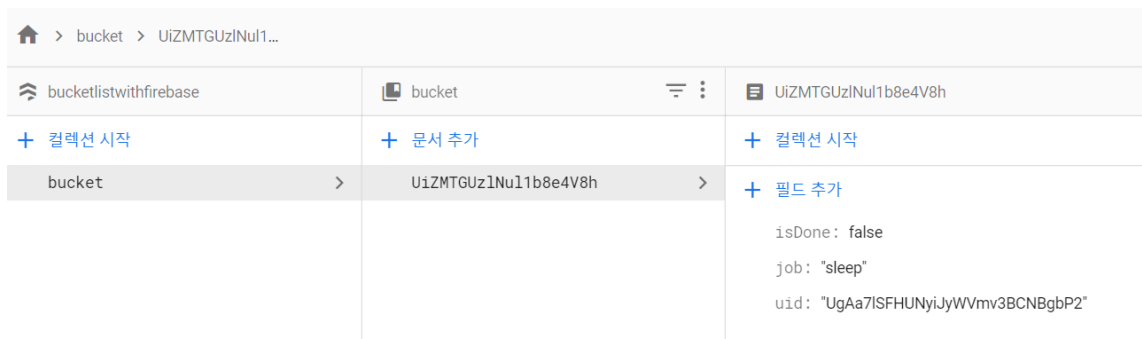 bucket > UiZMTGUzlNul1...
bucketlistwithfirebase
bucket
UiZMTGUzlNul1b8e4V8h
+ 컬렉션 시작
+ 문서 추가
+ 컬렉션 시작
bucket
UiZMTGUzlNul1b8e4V8h
+ 필드 추가
isDone: false
job: "sleep"
uid: "UgAa7lSFHUNyiJyWVmv3BCNBgbP2"